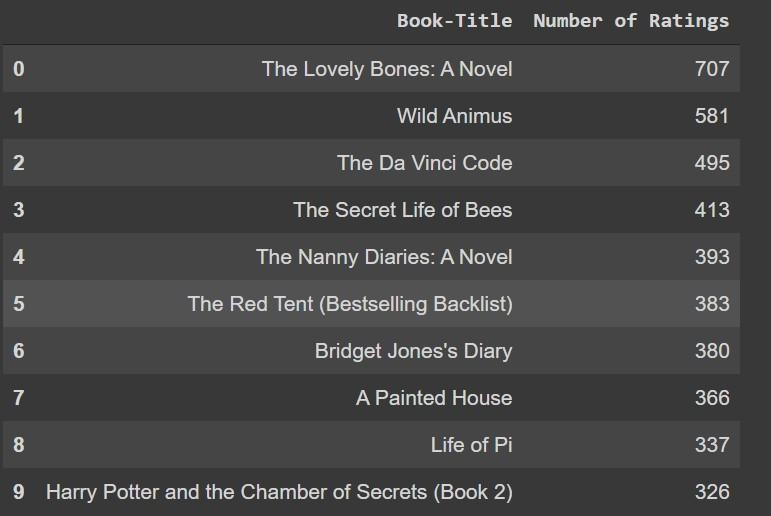 Book-Title Number of Ratings
0 The Lovely Bones: A Novel 707
1 Wild Animus 581
2 The Da Vinci Code 495
3 The Secret Life of Bees 413
4 The Nanny Diaries: A Novel 393
5 The Red Tent (Bestselling Backlist) 383
6 Bridget Jones's Diary 380
7 A Painted House 366
8 Life of Pi 337
9 Harry Potter and the Chamber of Secrets (Book 2) 326